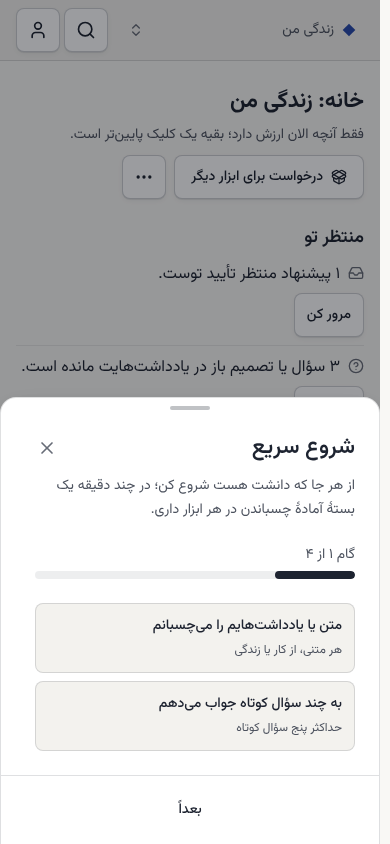 زندگی من
خانه: زندگی من
فقط آنچه الان ارزش دارد؛ بقیه یک کلیک پایین‌تر است.
درخواست برای ابزار دیگر
منتظر تو
۱ پیشنهاد منتظر تأیید توست.
مرور کن
۳ سؤال یا تصمیم باز در یادداشت‌هایت مانده است.
شروع سریع
از هر جا که دانشت هست شروع کن؛ در چند دقیقه یک
بستهٔ آمادهٔ چسباندن در هر ابزار داری.
گام ۱ از ۴
متن یا یادداشت‌هایم را می‌چسبانم
هر متنی، از کار یا زندگی
به چند سؤال کوتاه جواب می‌دهم
حداکثر پنج سؤال کوتاه
بعداً